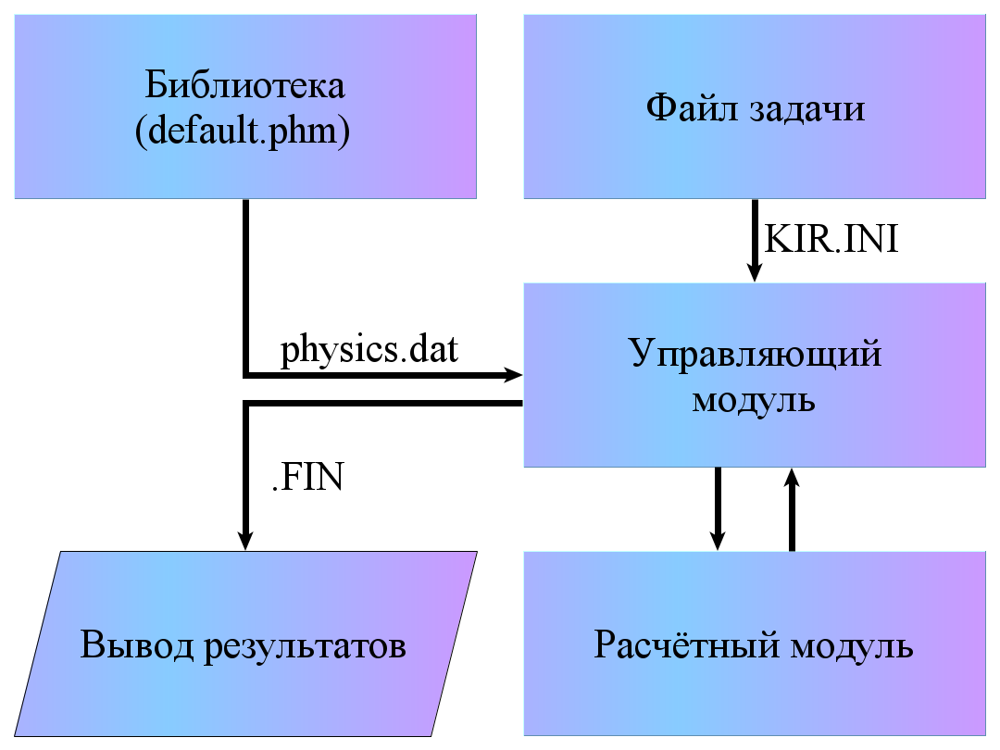 Библиотека
(default.phm)
Файл задачи
KIR.INI
physics.dat
Управляющий
модуль
.FIN
Вывод результатов
Расчётный модуль